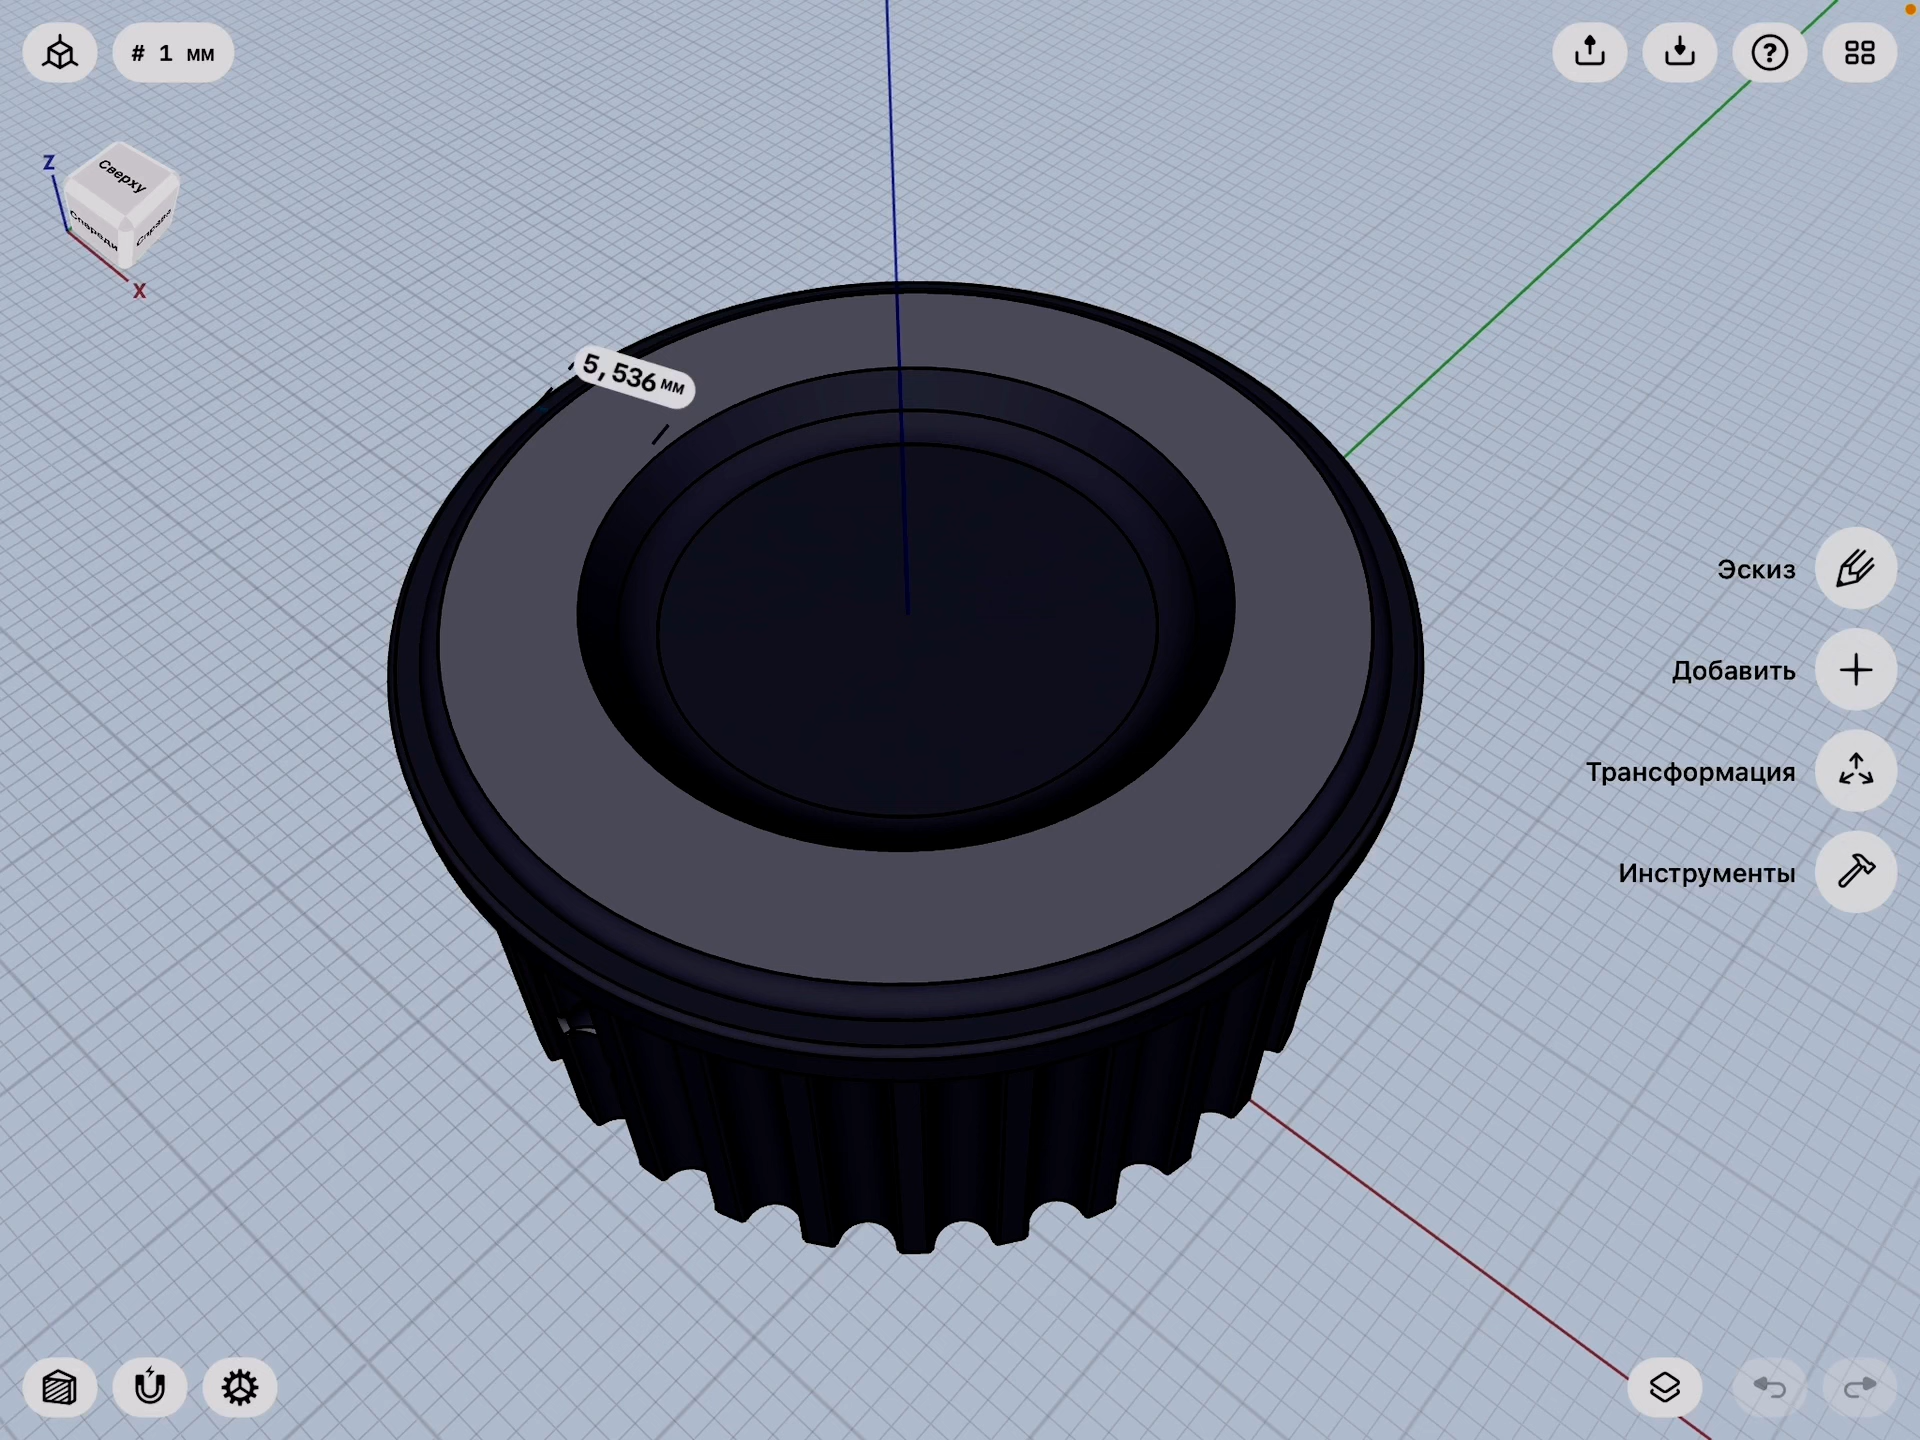 # 1 мм
Z
Сверху
Спереди
Справа
X
5,536 мм
Эскиз
Добавить
Трансформация
Инструменты